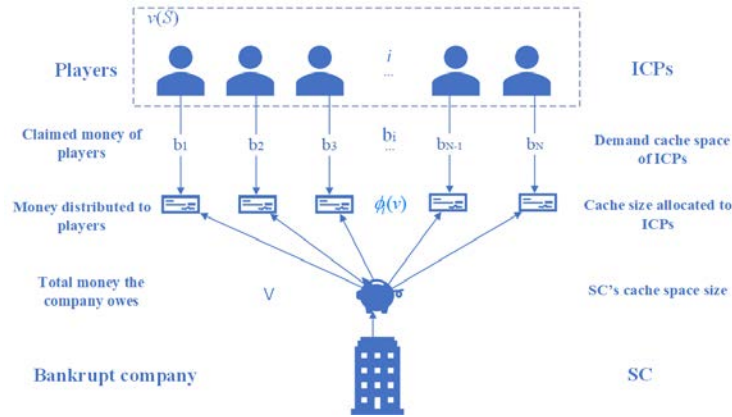 v(S)
Players
i
...
ICPs
Claimed money of
players
b1
b2
b3
bi
...
bN-1
bN
Demand cache space
of ICPs
Money distributed to
players
ϕ(v)
Cache size allocated to
ICPs
Total money the
company owes
V
SC's cache space size
Bankrupt company
SC